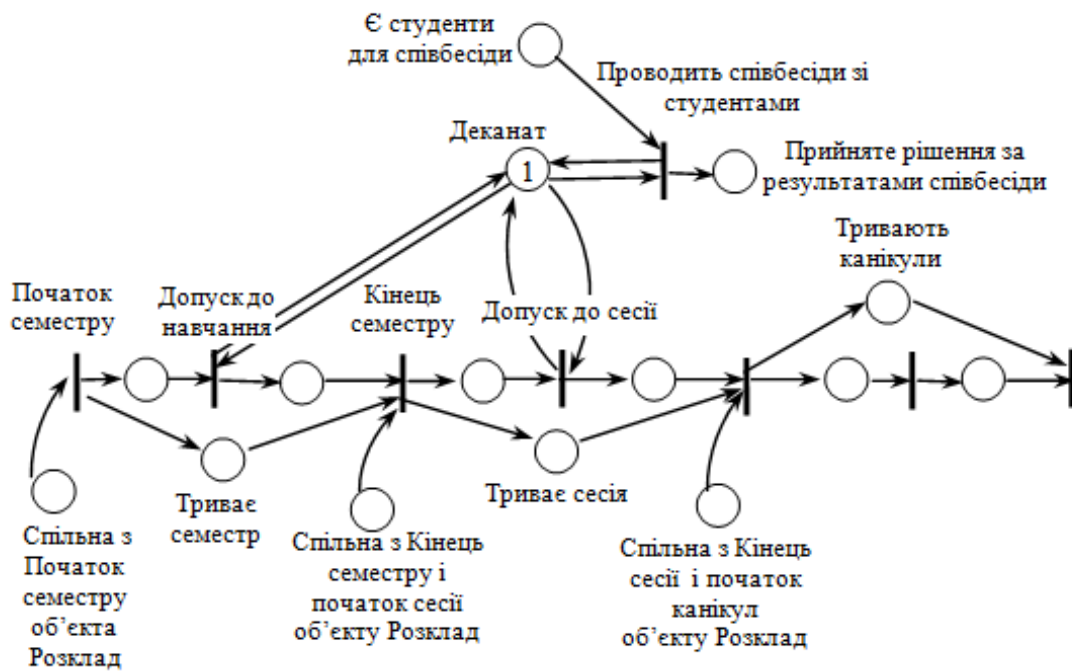 Є студенти
для співбесіди
Проводить співбесіди зі
студентами
Деканат
1
Прийняте рішення за
результатами співбесіди
Тривають
канікули
Початок
семестру
Допуск до
навчання
Кінець
семестру
Допуск до сесії
Триває
семестр
Триває сесія
Спільна з
Початок
семестру
об’єкта
Розклад
Спільна з Кінець
семестру і
початок сесії
об’єкту Розклад
Спільна з Кінець
сесії і початок
канікул
об’єкту Розклад